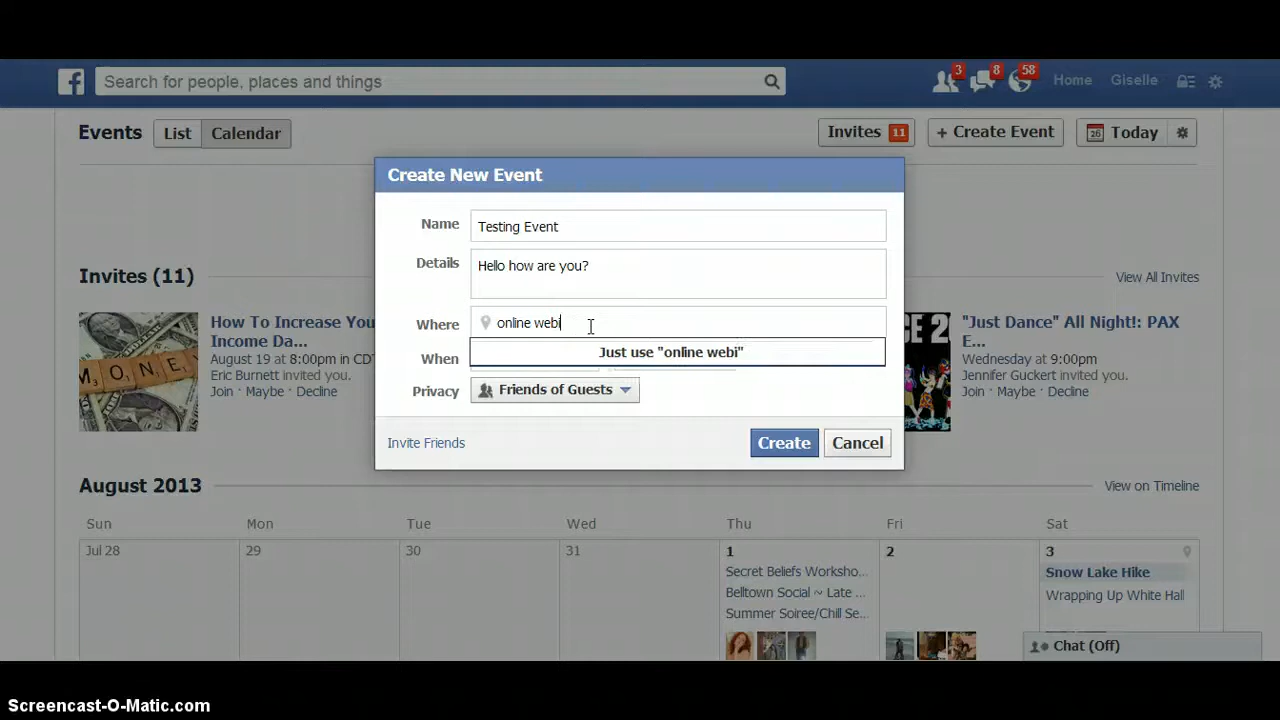 Search for people, places and things
3
8
58
Home
Giselle
Events
List
Calendar
Invites 11
+ Create Event
26 Today
Create New Event
Name
Testing Event
Details
Hello how are you?
Where
online webi
Just use "online webi"
When
Privacy
Friends of Guests
Invite Friends
Create
Cancel
Invites (11)
View All Invites
MONEY
How To Increase You
Income Da...
August 19 at 8:00pm in CDT
Eric Burnett invited you.
Join · Maybe · Decline
CE 2
"Just Dance" All Night!: PAX
E...
Wednesday at 9:00pm
Jennifer Guckert invited you.
Join · Maybe · Decline
August 2013
View on Timeline
Sun
Mon
Tue
Wed
Thu
Fri
Sat
Jul 28
29
30
31
1
2
3
Secret Beliefs Worksho...
Belltown Social ~ Late ...
Summer Soiree/Chill Se...
Snow Lake Hike
Wrapping Up White Hall
Chat (Off)
Screencast-O-Matic.com